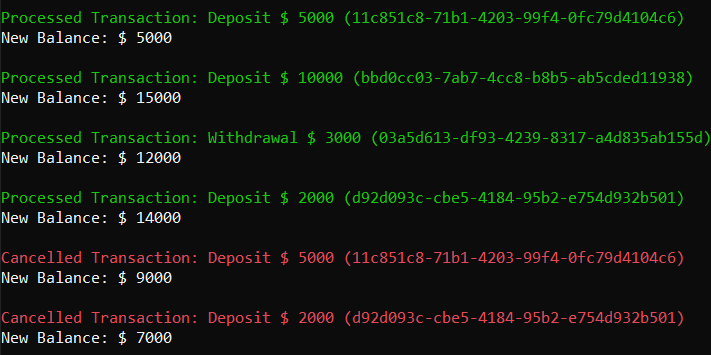 Processed Transaction: Deposit $ 5000 (11c851c8-71b1-4203-99f4-0fc79d4104c6)
New Balance: $ 5000
Processed Transaction: Deposit $ 10000 (bbd0cc03-7ab7-4cc8-b8b5-ab5cded11938)
New Balance: $ 15000
Processed Transaction: Withdrawal $ 3000 (03a5d613-df93-4239-8317-a4d835ab155d)
New Balance: $ 12000
Processed Transaction: Deposit $ 2000 (d92d093c-cbe5-4184-95b2-e754d932b501)
New Balance: $ 14000
Cancelled Transaction: Deposit $ 5000 (11c851c8-71b1-4203-99f4-0fc79d4104c6)
New Balance: $ 9000
Cancelled Transaction: Deposit $ 2000 (d92d093c-cbe5-4184-95b2-e754d932b501)
New Balance: $ 7000